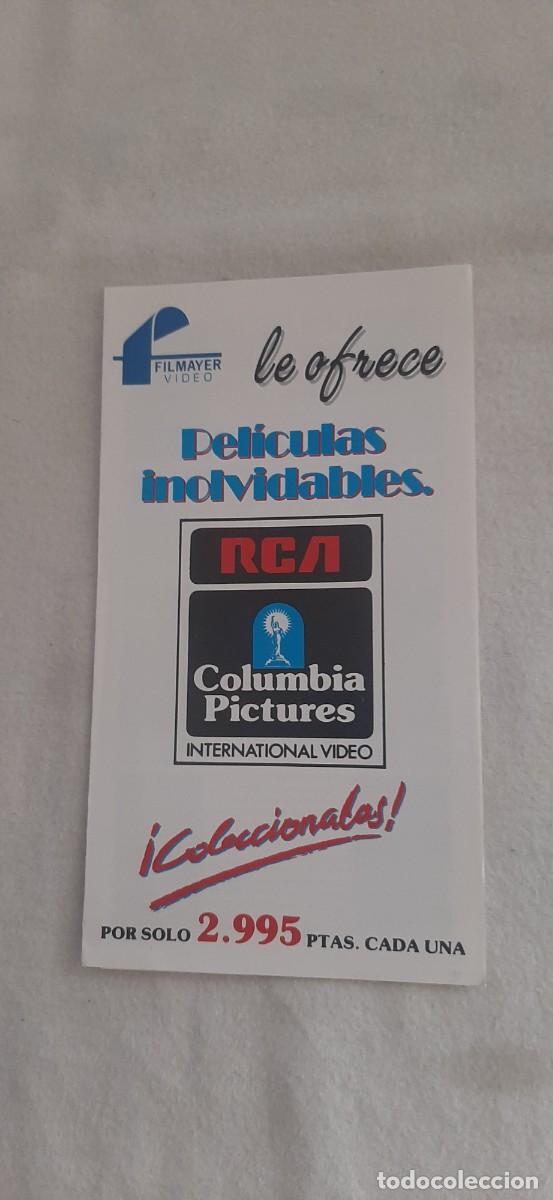 FILMAYER
VIDEO
le ofrece
Películas
inolvidables.
RCA
Columbia
Pictures
INTERNATIONAL VIDEO
¡Coleccionalas!
POR SOLO 2.995 PTAS. CADA UNA
todocoleccion